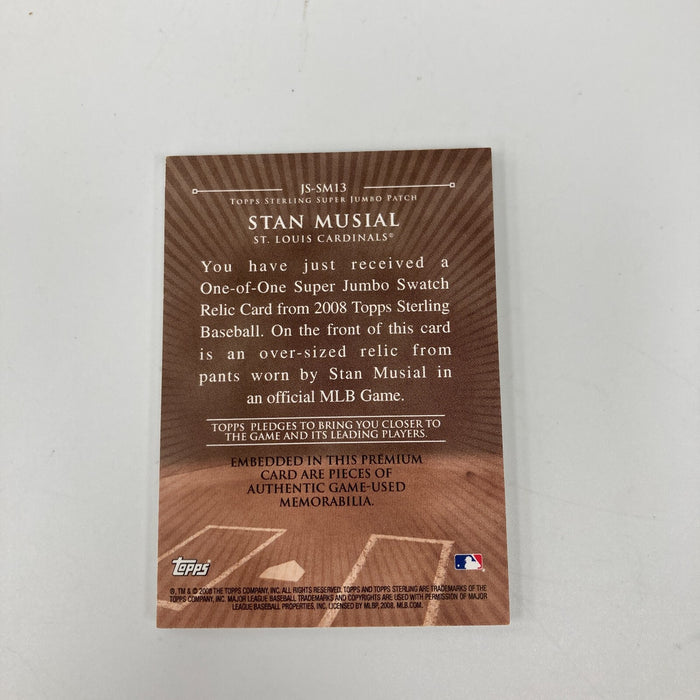 JS-SM13
TOPPS STERLING SUPER JUMBO PATCH
STAN MUSIAL
ST. LOUIS CARDINALS®
You have just received a
One-of-One Super Jumbo Swatch
Relic Card from 2008 Topps Sterling
Baseball. On the front of this card
is an over-sized relic from
pants worn by Stan Musial in
an official MLB Game.
TOPPS PLEDGES TO BRING YOU CLOSER TO
THE GAME AND ITS LEADING PLAYERS.
EMBEDDED IN THIS PREMIUM
CARD ARE PIECES OF
AUTHENTIC GAME-USED
MEMORABILIA.
topps
®, TM & © 2008 THE TOPPS COMPANY, INC. ALL RIGHTS RESERVED. TOPPS AND TOPPS STERLING ARE TRADEMARKS OF THE
TOPPS COMPANY, INC. MAJOR LEAGUE BASEBALL TRADEMARKS AND COPYRIGHTS ARE USED WITH PERMISSION OF MAJOR
LEAGUE BASEBALL PROPERTIES, INC. LICENSED BY MLBP, 2008. MLB.COM.